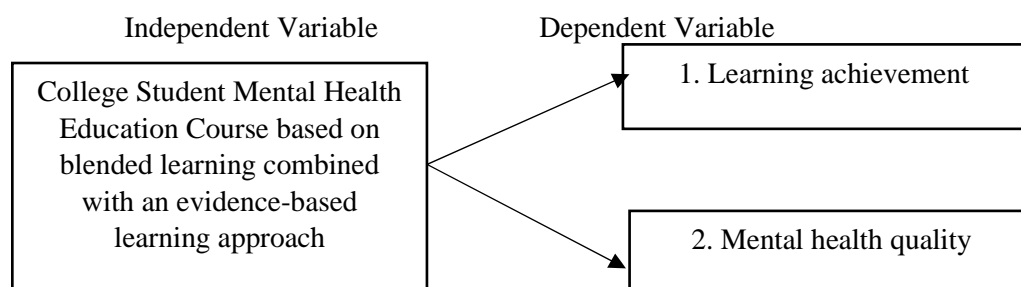 Independent Variable
Dependent Variable
College Student Mental Health
Education Course based on
blended learning combined
with an evidence-based
learning approach
1. Learning achievement
2. Mental health quality